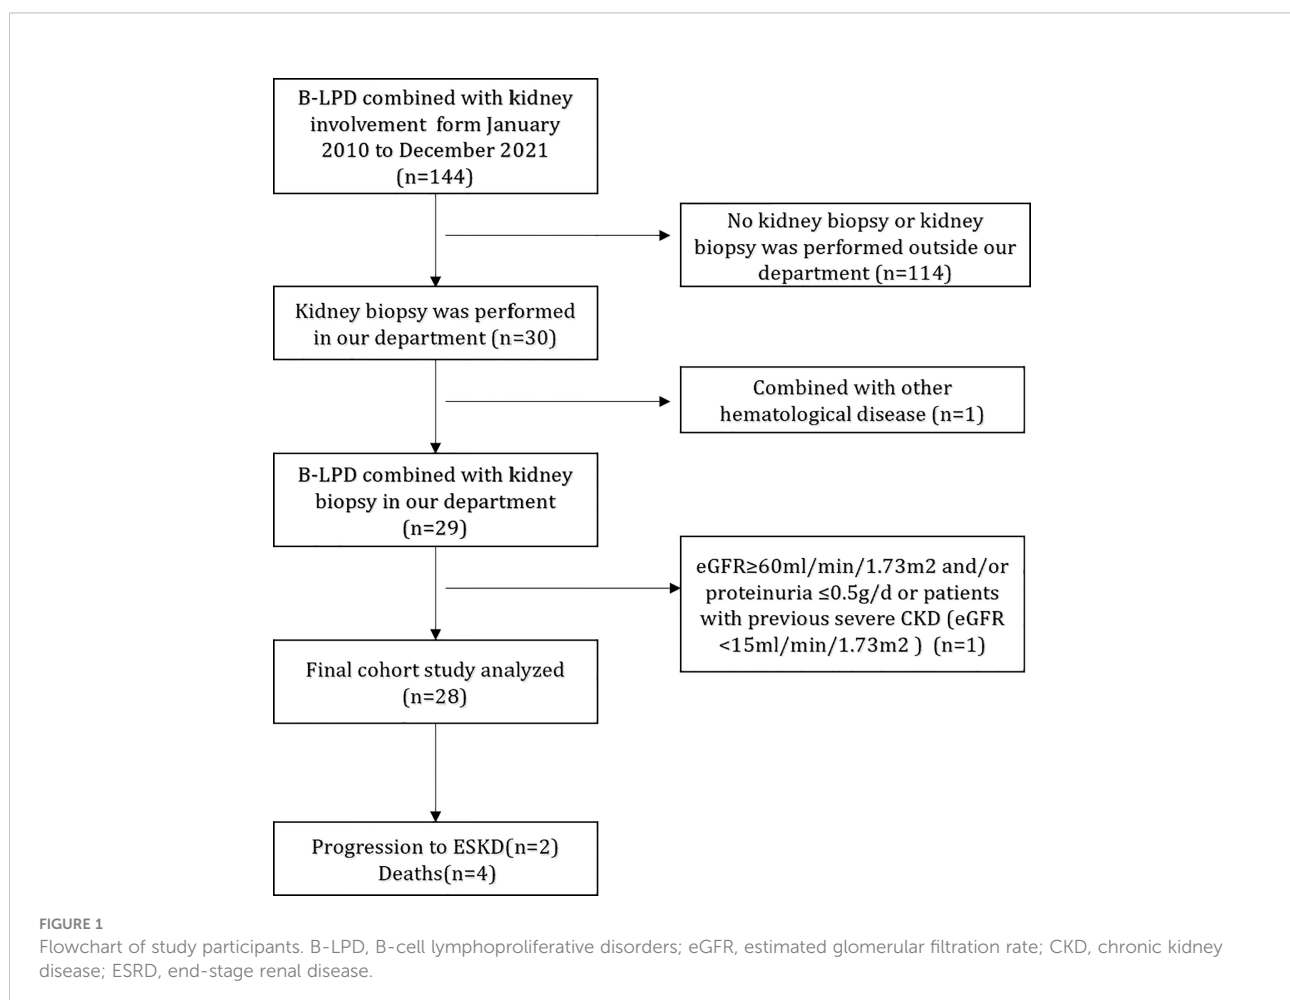 B-LPD combined with kidney
involvement form January
2010 to December 2021
(n=144)
No kidney biopsy or kidney
biopsy was performed outside our
department (n=114)
Kidney biopsy was performed
in our department (n=30)
Combined with other
hematological disease (n=1)
B-LPD combined with kidney
biopsy in our department
(n=29)
eGFR≥60ml/min/1.73m2 and/or
proteinuria ≤0.5g/d or patients
with previous severe CKD (eGFR
<15ml/min/1.73m2 ) (n=1)
Final cohort study analyzed
(n=28)
Progression to ESKD(n=2)
Deaths(n=4)
FIGURE 1
Flowchart of study participants. B-LPD, B-cell lymphoproliferative disorders; eGFR, estimated glomerular filtration rate; CKD, chronic kidney
disease; ESRD, end-stage renal disease.